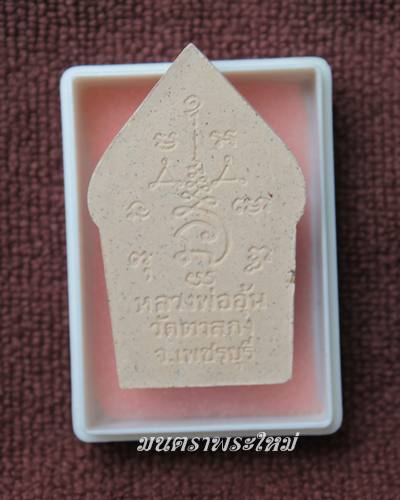 หลวงพ่ออุ้น
วัดตาลกง
จ.เพชรบุรี
มนตราพระใหม่